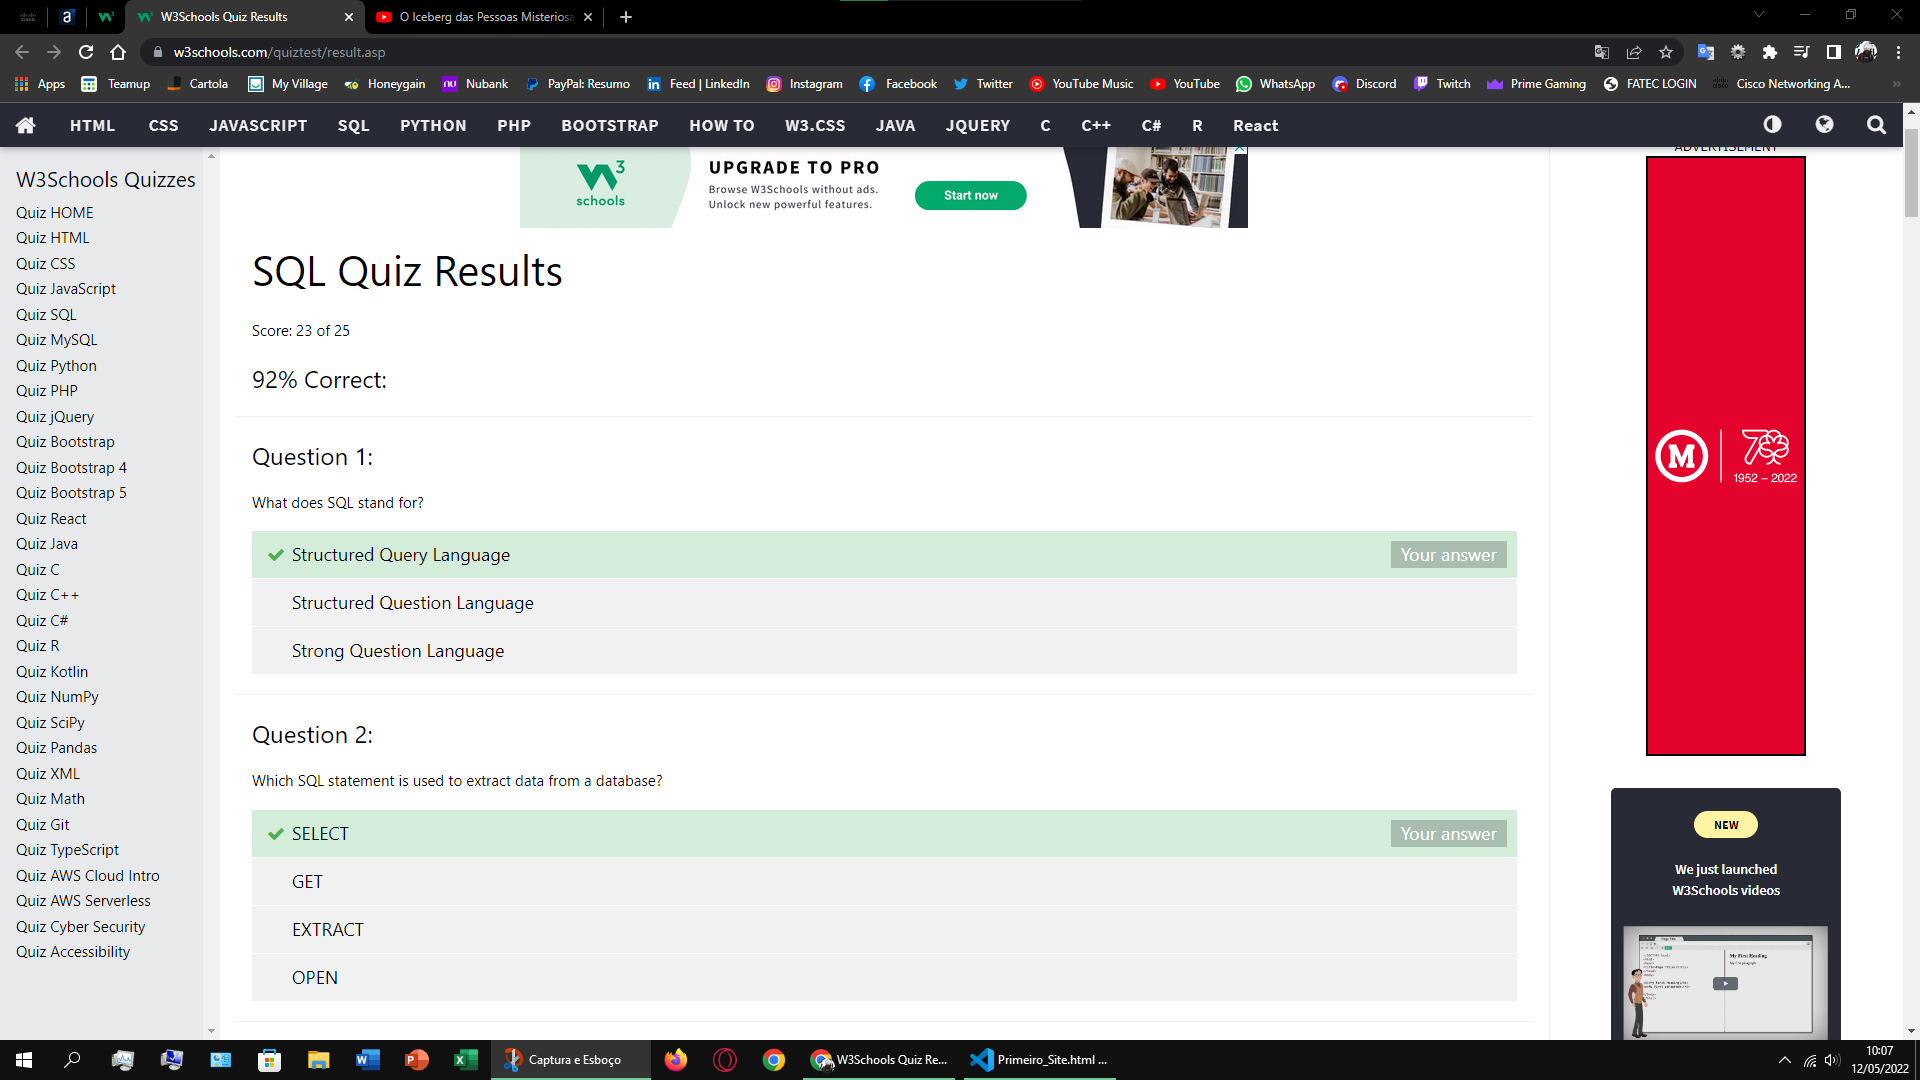 W3Schools Quiz Results
O Iceberg das Pessoas Misteriosa
w3schools.com/quiztest/result.asp
Apps
Teamup
Cartola
My Village
Honeygain
nu
Nubank
PayPal: Resumo
Feed | LinkedIn
Instagram
Facebook
Twitter
YouTube Music
YouTube
WhatsApp
Discord
Twitch
Prime Gaming
FATEC LOGIN
Cisco Networking A...
HTML CSS JAVASCRIPT SQL PYTHON PHP BOOTSTRAP HOW TO W3.CSS JAVA JQUERY C C++ C# R React
W3Schools Quizzes
Quiz HOME
Quiz HTML
Quiz CSS
Quiz JavaScript
Quiz SQL
Quiz MySQL
Quiz Python
Quiz PHP
Quiz jQuery
Quiz Bootstrap
Quiz Bootstrap 4
Quiz Bootstrap 5
Quiz React
Quiz Java
Quiz C
Quiz C++
Quiz C#
Quiz R
Quiz Kotlin
Quiz NumPy
Quiz SciPy
Quiz Pandas
Quiz XML
Quiz Math
Quiz Git
Quiz TypeScript
Quiz AWS Cloud Intro
Quiz AWS Serverless
Quiz Cyber Security
Quiz Accessibility
W3
schools
UPGRADE TO PRO
Browse W3Schools without ads.
Unlock new powerful features.
Start now
SQL Quiz Results
Score: 23 of 25
92% Correct:
Question 1:
What does SQL stand for?
Structured Query Language
Your answer
Structured Question Language
Strong Question Language
Question 2:
Which SQL statement is used to extract data from a database?
SELECT
Your answer
GET
EXTRACT
OPEN
ADVERTISEMENT
M
70
1952 – 2022
NEW
We just launched
W3Schools videos
My First Heading
Captura e Esboço
W3Schools Quiz Re...
Primeiro_Site.html ...
10:07
12/05/2022